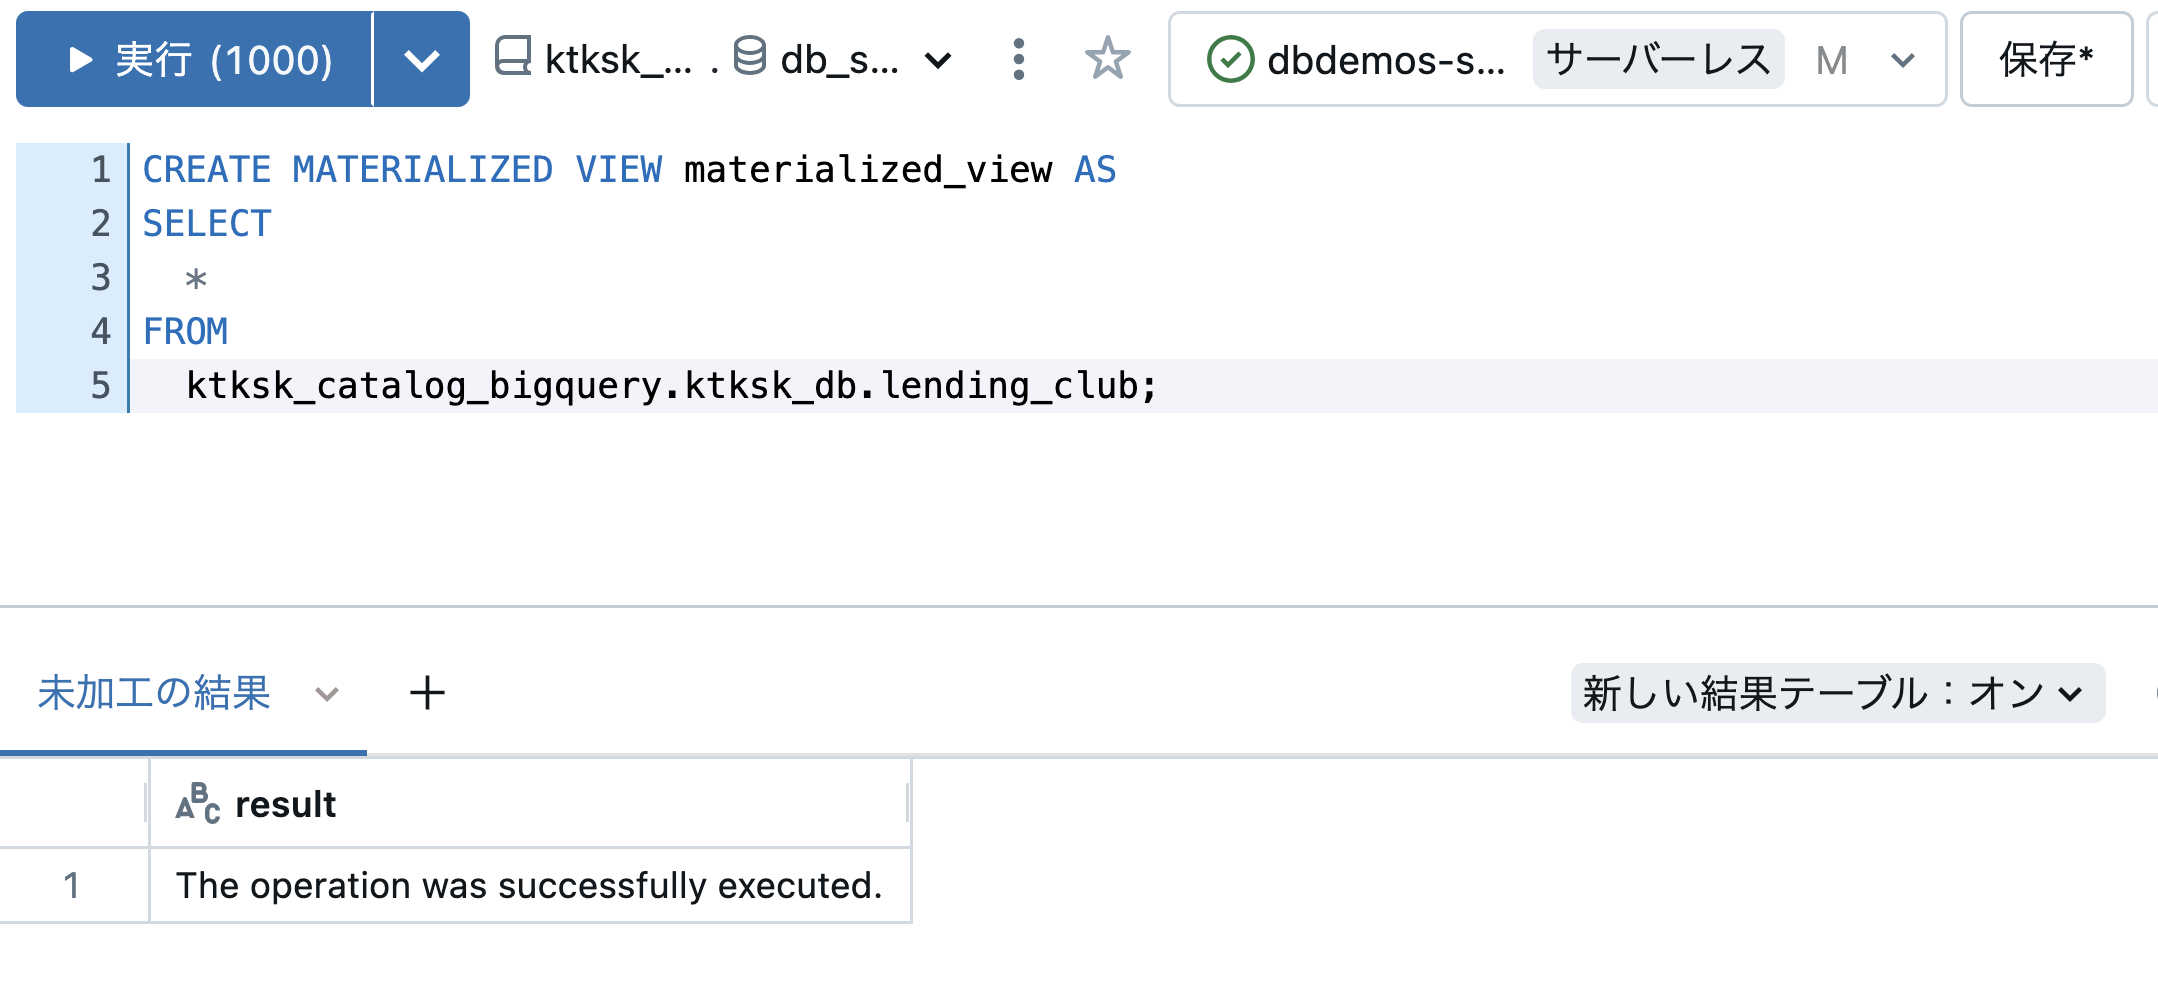 実行 (1000) ktksk_... . db_s... dbdemos-s... サーバーレス M 保存*
1 CREATE MATERIALIZED VIEW materialized_view AS
2 SELECT
3   *
4 FROM
5   ktksk_catalog_bigquery.ktksk_db.lending_club;
未加工の結果 + 新しい結果テーブル：オン
ABC result
1 The operation was successfully executed.